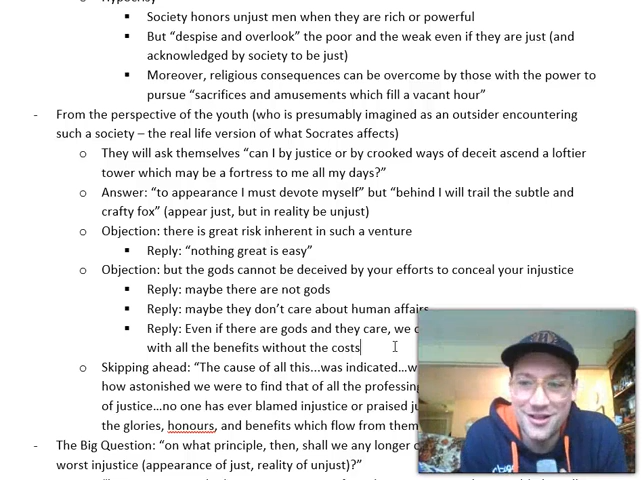 o Hypocrisy
▪ Society honors unjust men when they are rich or powerful
▪ But “despise and overlook” the poor and the weak even if they are just (and
acknowledged by society to be just)
▪ Moreover, religious consequences can be overcome by those with the power to
pursue “sacrifices and amusements which fill a vacant hour”
- From the perspective of the youth (who is presumably imagined as an outsider encountering
such a society – the real life version of what Socrates affects)
o They will ask themselves “can I by justice or by crooked ways of deceit ascend a loftier
tower which may be a fortress to me all my days?”
o Answer: “to appearance I must devote myself” but “behind I will trail the subtle and
crafty fox” (appear just, but in reality be unjust)
o Objection: there is great risk inherent in such a venture
▪ Reply: “nothing great is easy”
o Objection: but the gods cannot be deceived by your efforts to conceal your injustice
▪ Reply: maybe there are not gods
▪ Reply: maybe they don’t care about human affairs
▪ Reply: Even if there are gods and they care, we
with all the benefits without the costs
o Skipping ahead: “The cause of all this...was indicated...
how astonished we were to find that of all the professing
of justice...no one has ever blamed injustice or praised
the glories, honours, and benefits which flow from them
- The Big Question: “on what principle, then, shall we any longer
worst injustice (appearance of just, reality of unjust)?”